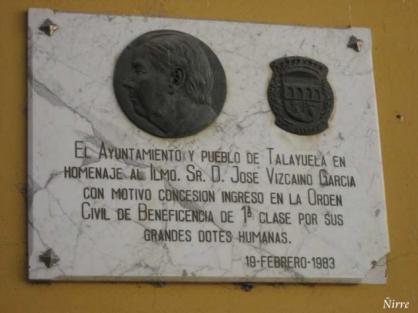 EL AYUNTAMIENTO Y PUEBLO DE TALAYUELA EN
HOMENAJE AL ILMO. SR. D. JOSE VIZCAINO GARCIA
CON MOTIVO CONCESION INGRESO EN LA ORDEN
CIVIL DE BENEFICENCIA DE 1ª CLASE POR SUS
GRANDES DOTES HUMANAS.
19-FEBRERO-1983
Ñirre